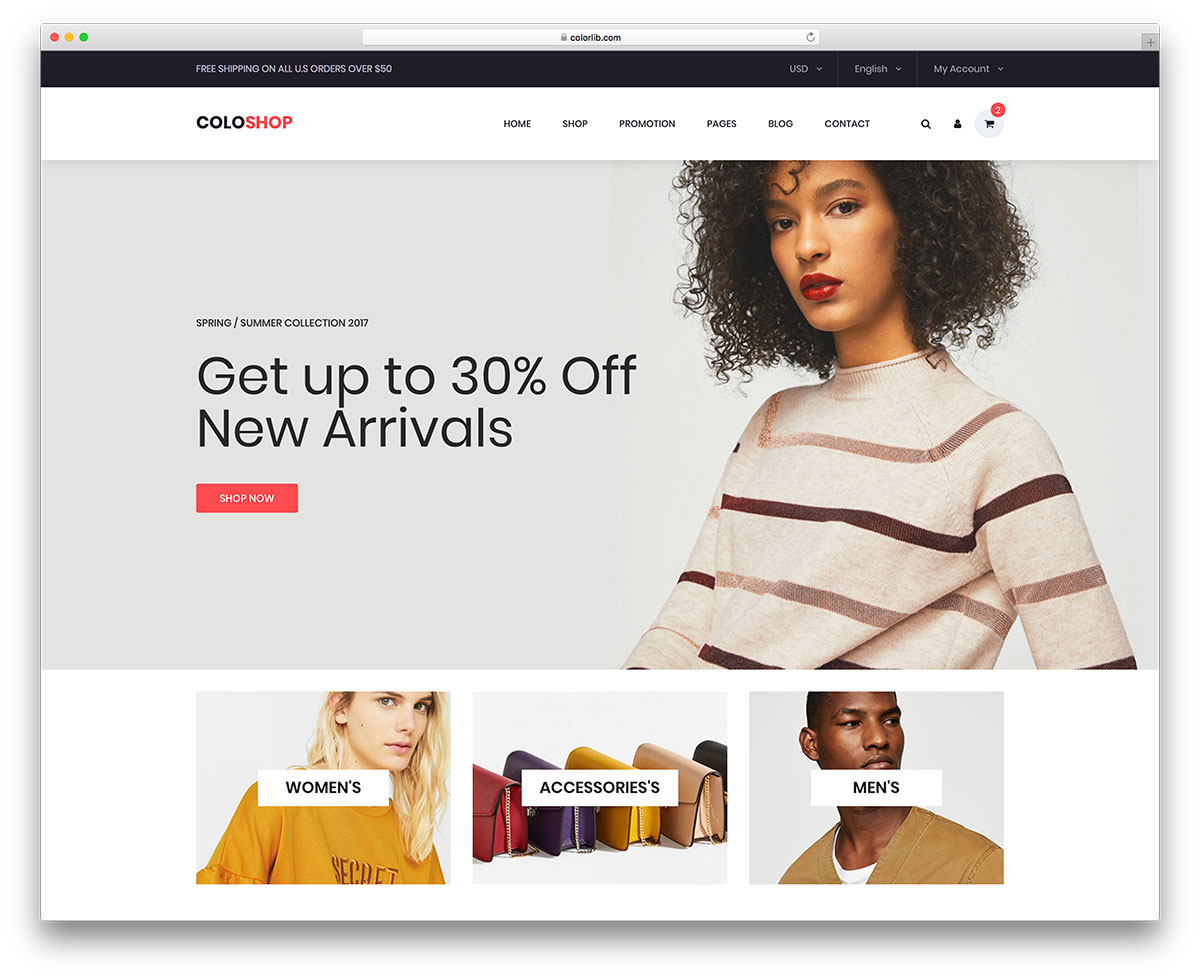 colorlib.com
FREE SHIPPING ON ALL U.S ORDERS OVER $50
USD
English
My Account
COLOSHOP
HOME
SHOP
PROMOTION
PAGES
BLOG
CONTACT
2
SPRING / SUMMER COLLECTION 2017
Get up to 30% Off
New Arrivals
SHOP NOW
WOMEN'S
ACCESSORIES'S
MEN'S
SECRET